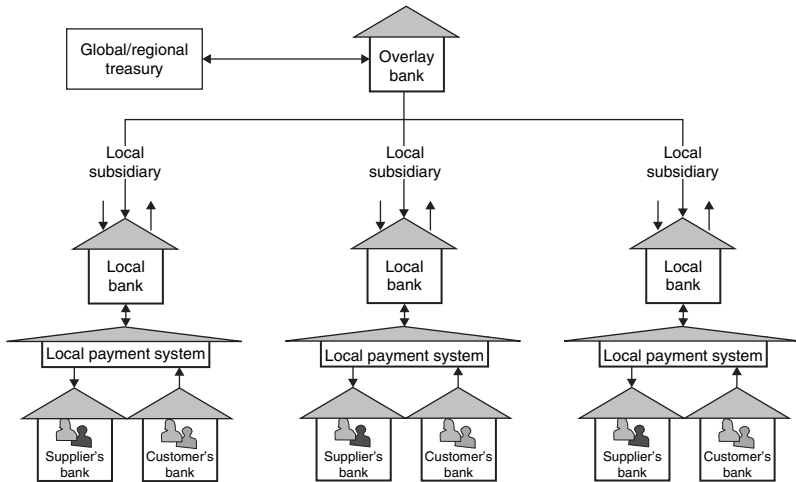 Global/regional
treasury
Overlay
bank
Local
subsidiary
Local
subsidiary
Local
subsidiary
Local
bank
Local
bank
Local
bank
Local payment system
Local payment system
Local payment system
Supplier's
bank
Customer's
bank
Supplier's
bank
Customer's
bank
Supplier's
bank
Customer's
bank